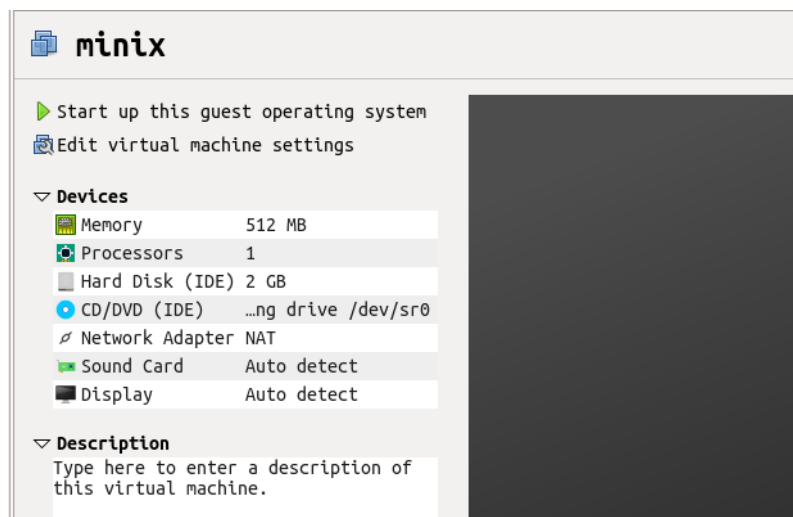 minix
Start up this guest operating system
Edit virtual machine settings
Devices
Memory 512 MB
Processors 1
Hard Disk (IDE) 2 GB
CD/DVD (IDE) …ng drive /dev/sr0
Network Adapter NAT
Sound Card Auto detect
Display Auto detect
Description
Type here to enter a description of
this virtual machine.